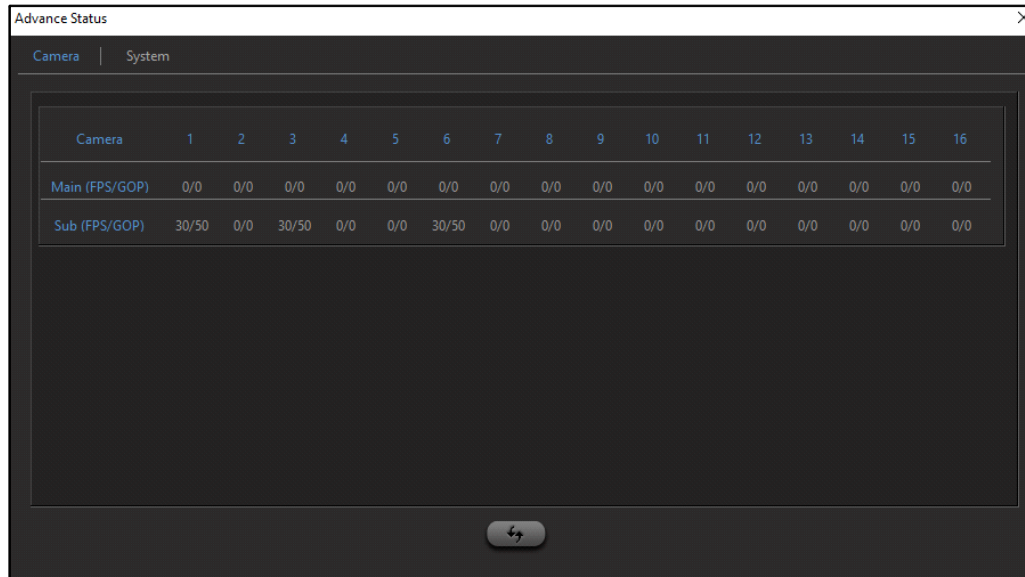 Advance Status
Camera | System
Camera 1 2 3 4 5 6 7 8 9 10 11 12 13 14 15 16
Main (FPS/GOP) 0/0 0/0 0/0 0/0 0/0 0/0 0/0 0/0 0/0 0/0 0/0 0/0 0/0 0/0 0/0 0/0
Sub (FPS/GOP) 30/50 0/0 30/50 0/0 0/0 30/50 0/0 0/0 0/0 0/0 0/0 0/0 0/0 0/0 0/0 0/0